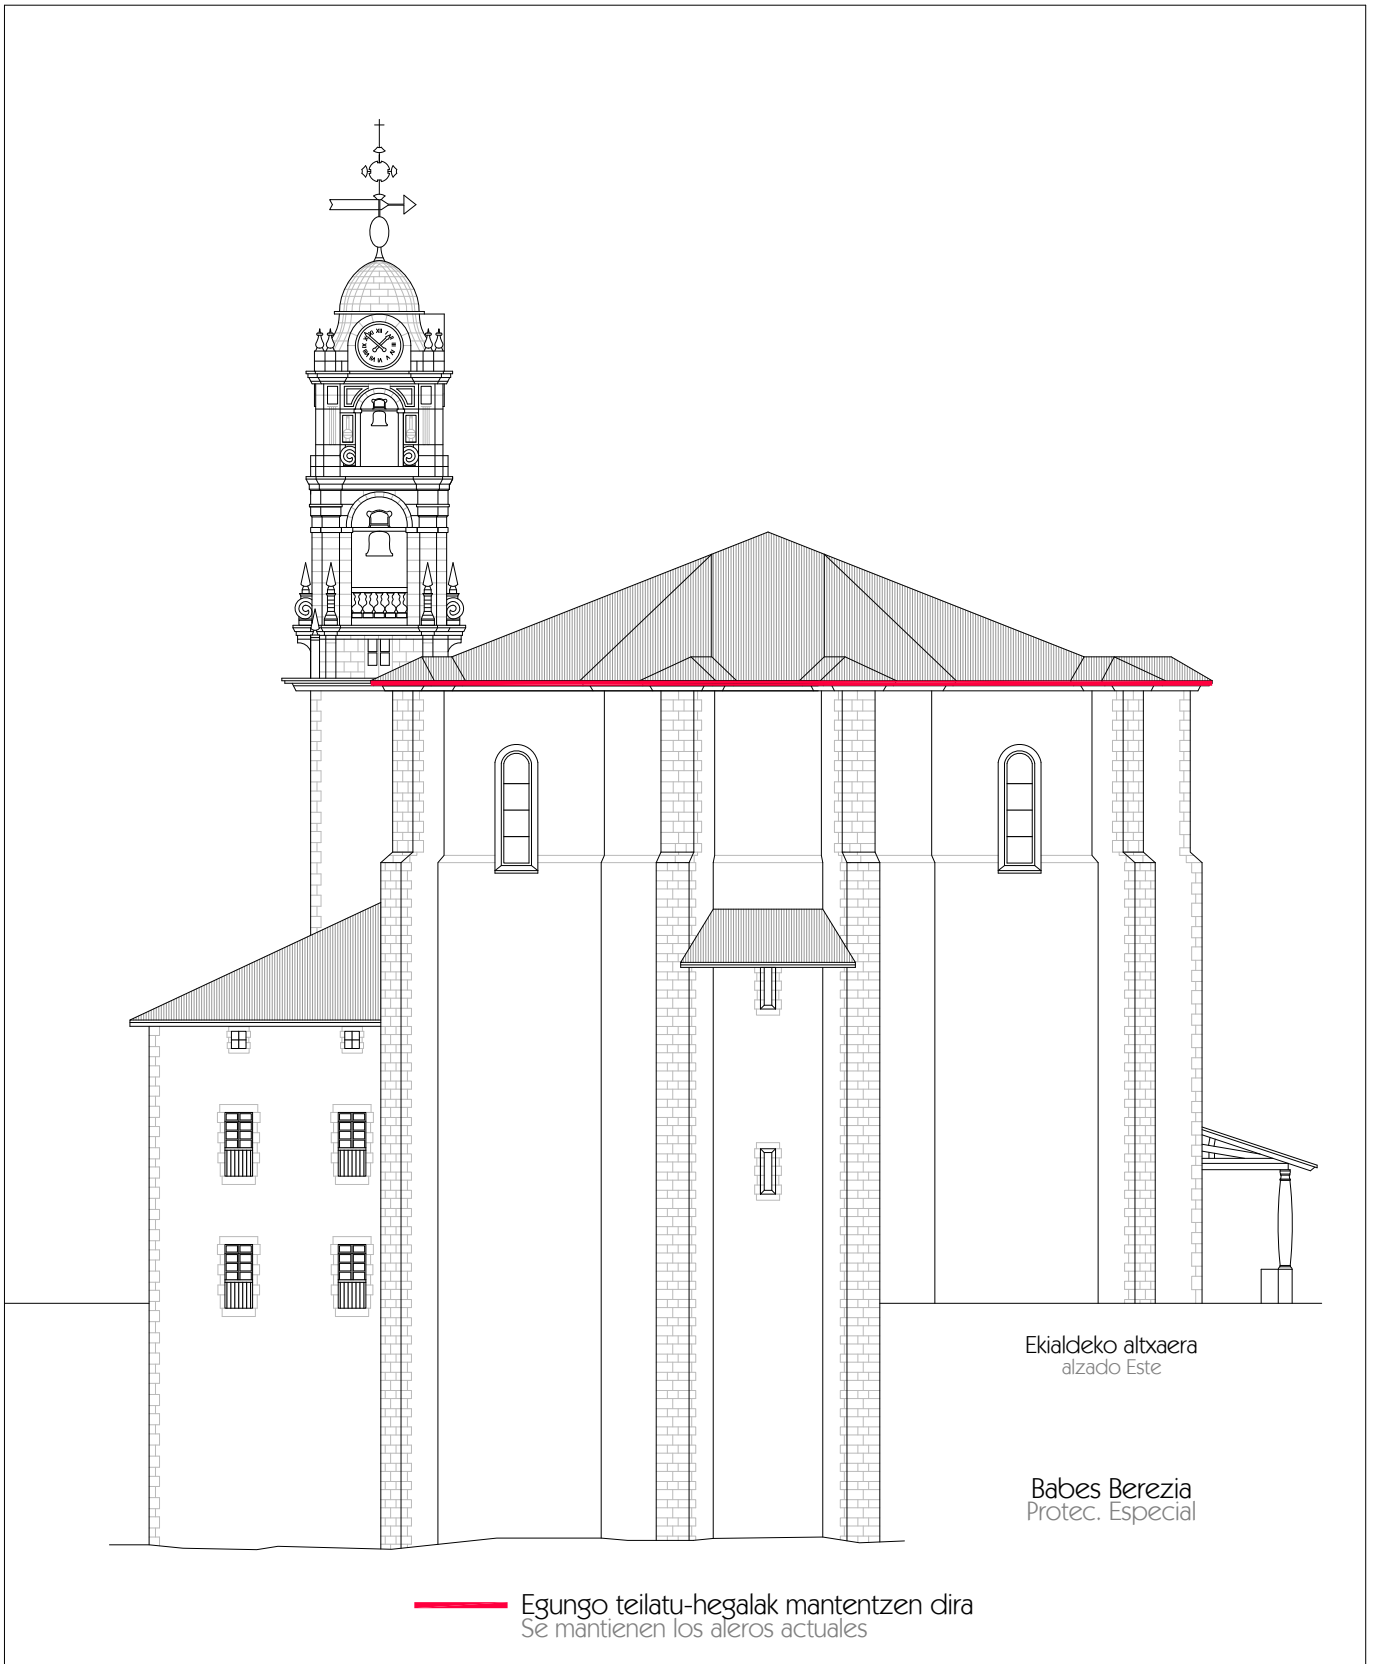 Ekialdeko altxaera
alzado Este
Babes Berezia
Protec. Especial
Egungo teilatu-hegalak mantentzen dira
Se mantienen los aleros actuales